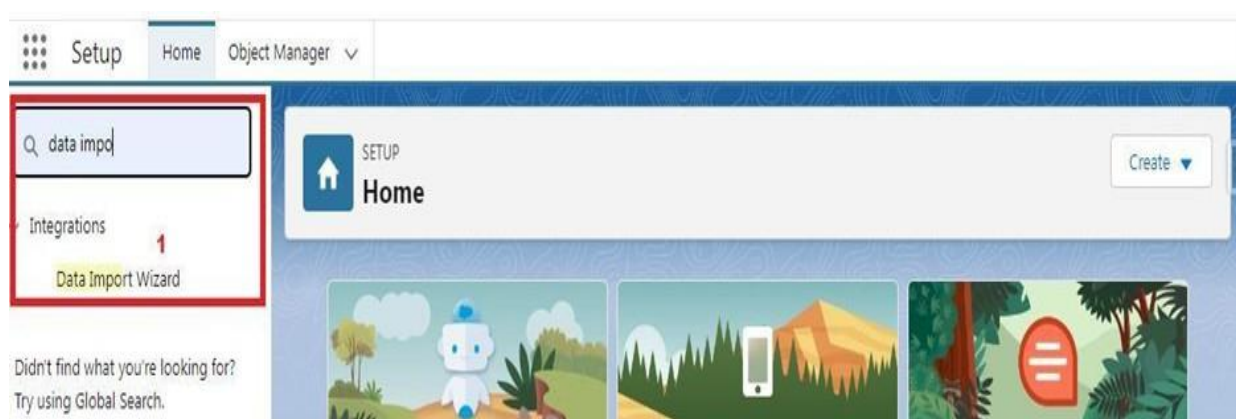 Setup Home Object Manager
data impo
SETUP
Home
Create
Integrations
1
Data Import Wizard
Didn't find what you're looking for?
Try using Global Search.